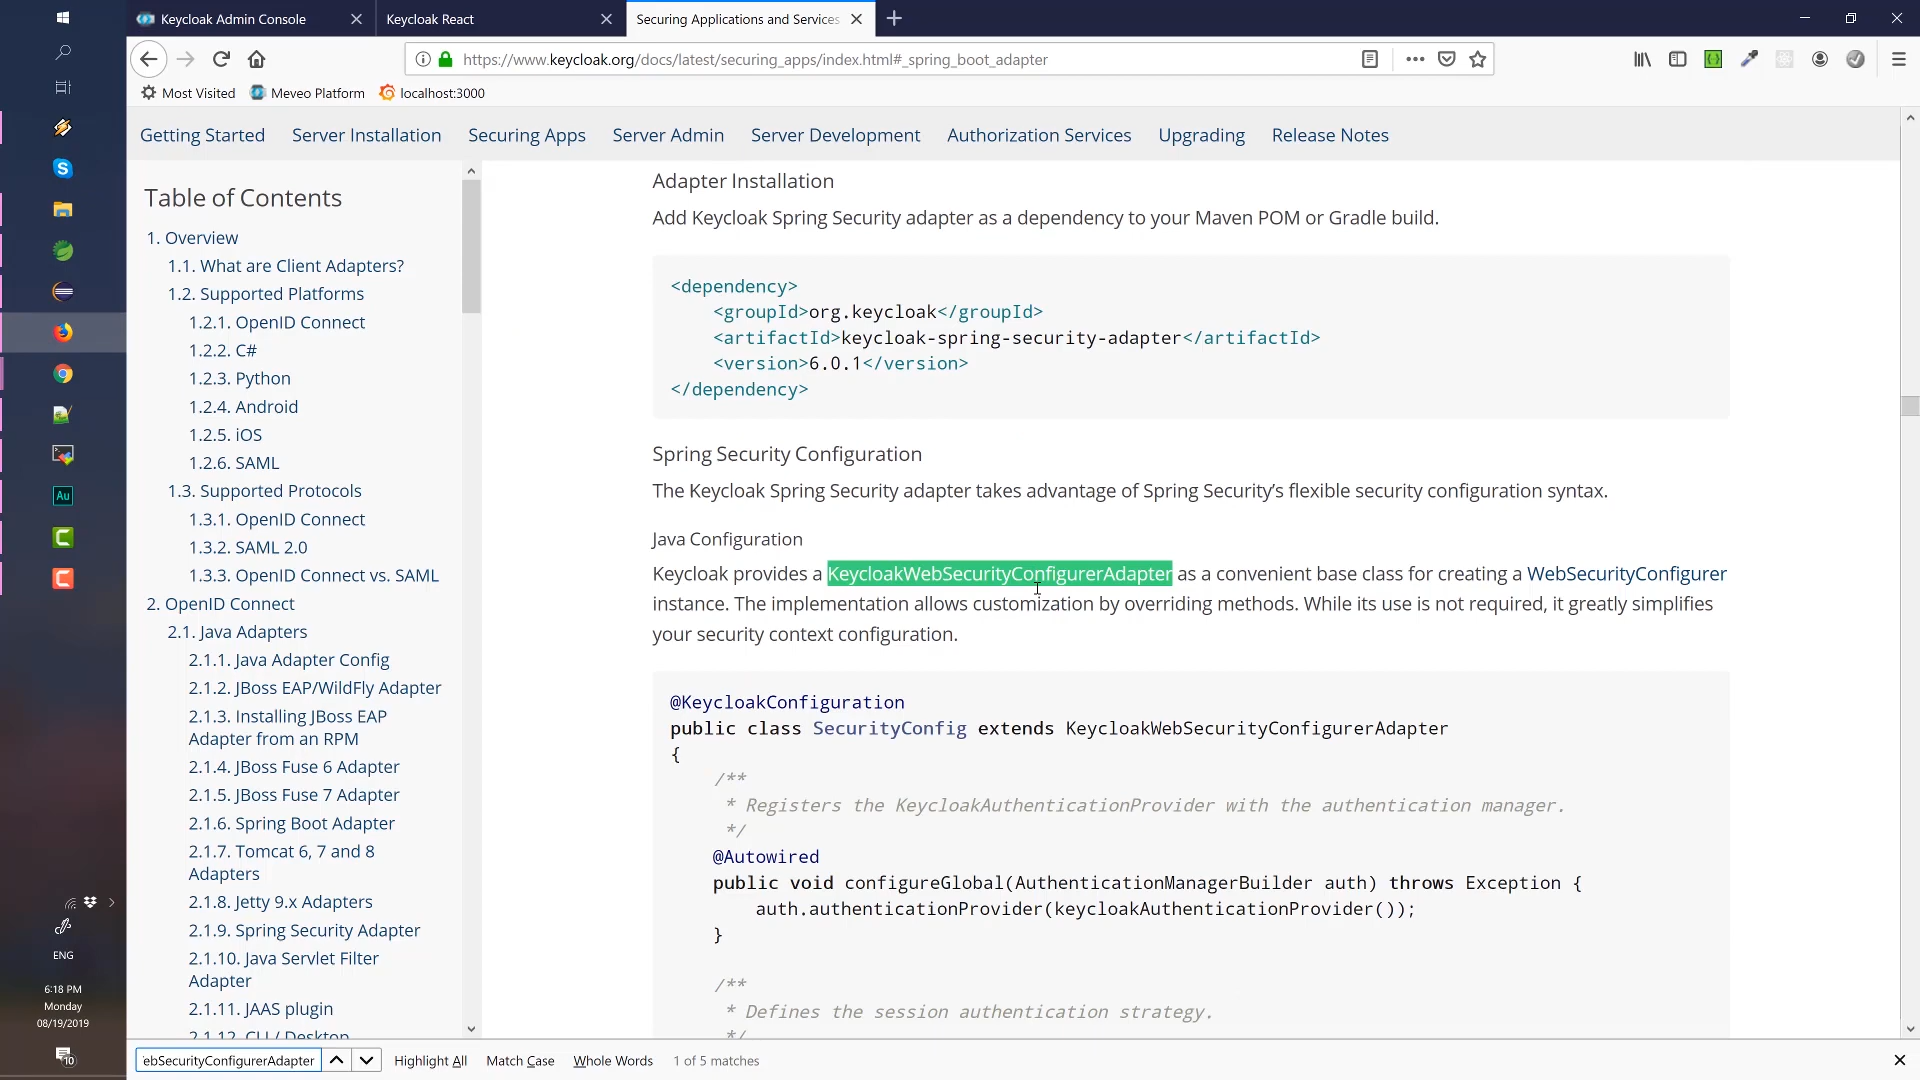 Keycloak Admin Console
Keycloak React
Securing Applications and Services
https://www.keycloak.org/docs/latest/securing_apps/index.html#_spring_boot_adapter
Most Visited
Meveo Platform
localhost:3000
Getting Started
Server Installation
Securing Apps
Server Admin
Server Development
Authorization Services
Upgrading
Release Notes
Table of Contents
1. Overview
1.1. What are Client Adapters?
1.2. Supported Platforms
1.2.1. OpenID Connect
1.2.2. C#
1.2.3. Python
1.2.4. Android
1.2.5. iOS
1.2.6. SAML
1.3. Supported Protocols
1.3.1. OpenID Connect
1.3.2. SAML 2.0
1.3.3. OpenID Connect vs. SAML
2. OpenID Connect
2.1. Java Adapters
2.1.1. Java Adapter Config
2.1.2. JBoss EAP/WildFly Adapter
2.1.3. Installing JBoss EAP
Adapter from an RPM
2.1.4. JBoss Fuse 6 Adapter
2.1.5. JBoss Fuse 7 Adapter
2.1.6. Spring Boot Adapter
2.1.7. Tomcat 6, 7 and 8
Adapters
2.1.8. Jetty 9.x Adapters
2.1.9. Spring Security Adapter
2.1.10. Java Servlet Filter
Adapter
2.1.11. JAAS plugin
2.1.12. CLI / Desktop
Adapter Installation
Add Keycloak Spring Security adapter as a dependency to your Maven POM or Gradle build.
<dependency>
<groupId>org.keycloak</groupId>
<artifactId>keycloak-spring-security-adapter</artifactId>
<version>6.0.1</version>
</dependency>
Spring Security Configuration
The Keycloak Spring Security adapter takes advantage of Spring Security’s flexible security configuration syntax.
Java Configuration
Keycloak provides a KeycloakWebSecurityConfigurerAdapter as a convenient base class for creating a WebSecurityConfigurer
instance. The implementation allows customization by overriding methods. While its use is not required, it greatly simplifies
your security context configuration.
@KeycloakConfiguration
public class SecurityConfig extends KeycloakWebSecurityConfigurerAdapter
{
/**
* Registers the KeycloakAuthenticationProvider with the authentication manager.
*/
@Autowired
public void configureGlobal(AuthenticationManagerBuilder auth) throws Exception {
auth.authenticationProvider(keycloakAuthenticationProvider());
}
/**
* Defines the session authentication strategy.
*/
Au
ENG
6:18 PM
Monday
08/19/2019
10
ebSecurityConfigurerAdapter
Highlight All
Match Case
Whole Words
1 of 5 matches